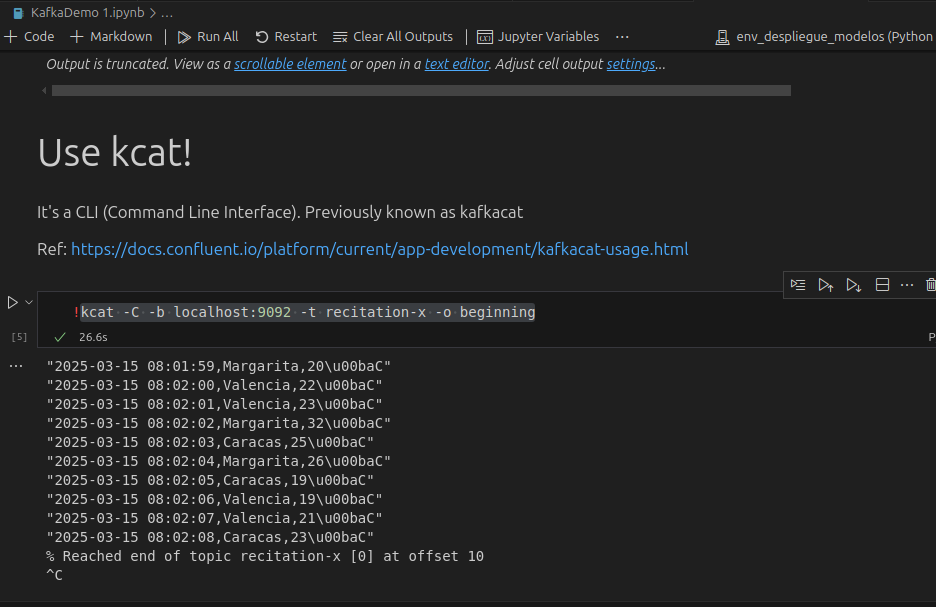 KafkaDemo 1.ipynb > ...
+ Code + Markdown | Run All Restart Clear All Outputs | Jupyter Variables ... env_despliegue_modelos (Python
Output is truncated. View as a scrollable element or open in a text editor. Adjust cell output settings...
Use kcat!
It's a CLI (Command Line Interface). Previously known as kafkacat
Ref: https://docs.confluent.io/platform/current/app-development/kafkacat-usage.html
!kcat -C -b localhost:9092 -t recitation-x -o beginning
[5] 26.6s P
... "2025-03-15 08:01:59,Margarita,20\u00baC"
"2025-03-15 08:02:00,Valencia,22\u00baC"
"2025-03-15 08:02:01,Valencia,23\u00baC"
"2025-03-15 08:02:02,Margarita,32\u00baC"
"2025-03-15 08:02:03,Caracas,25\u00baC"
"2025-03-15 08:02:04,Margarita,26\u00baC"
"2025-03-15 08:02:05,Caracas,19\u00baC"
"2025-03-15 08:02:06,Valencia,19\u00baC"
"2025-03-15 08:02:07,Valencia,21\u00baC"
"2025-03-15 08:02:08,Caracas,23\u00baC"
% Reached end of topic recitation-x [0] at offset 10
^C